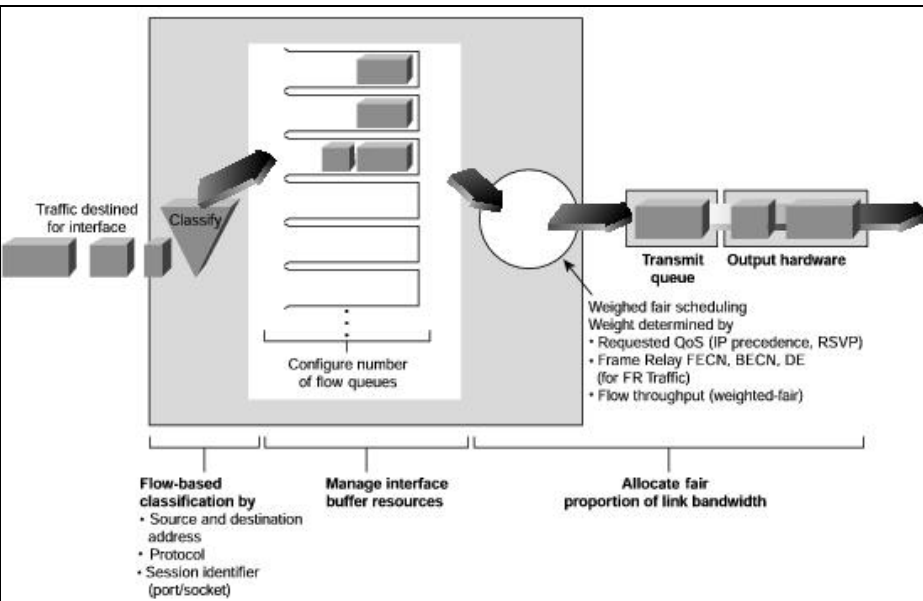 Traffic destined
for interface
Classify
Configure number
of flow queues
Transmit
queue
Output hardware
Weighed fair scheduling
Weight determined by
• Requested QoS (IP precedence, RSVP)
• Frame Relay FECN, BECN, DE
(for FR Traffic)
• Flow throughput (weighted-fair)
Flow-based
classification by
• Source and destination
address
• Protocol
• Session identifier
(port/socket)
Manage interface
buffer resources
Allocate fair
proportion of link bandwidth